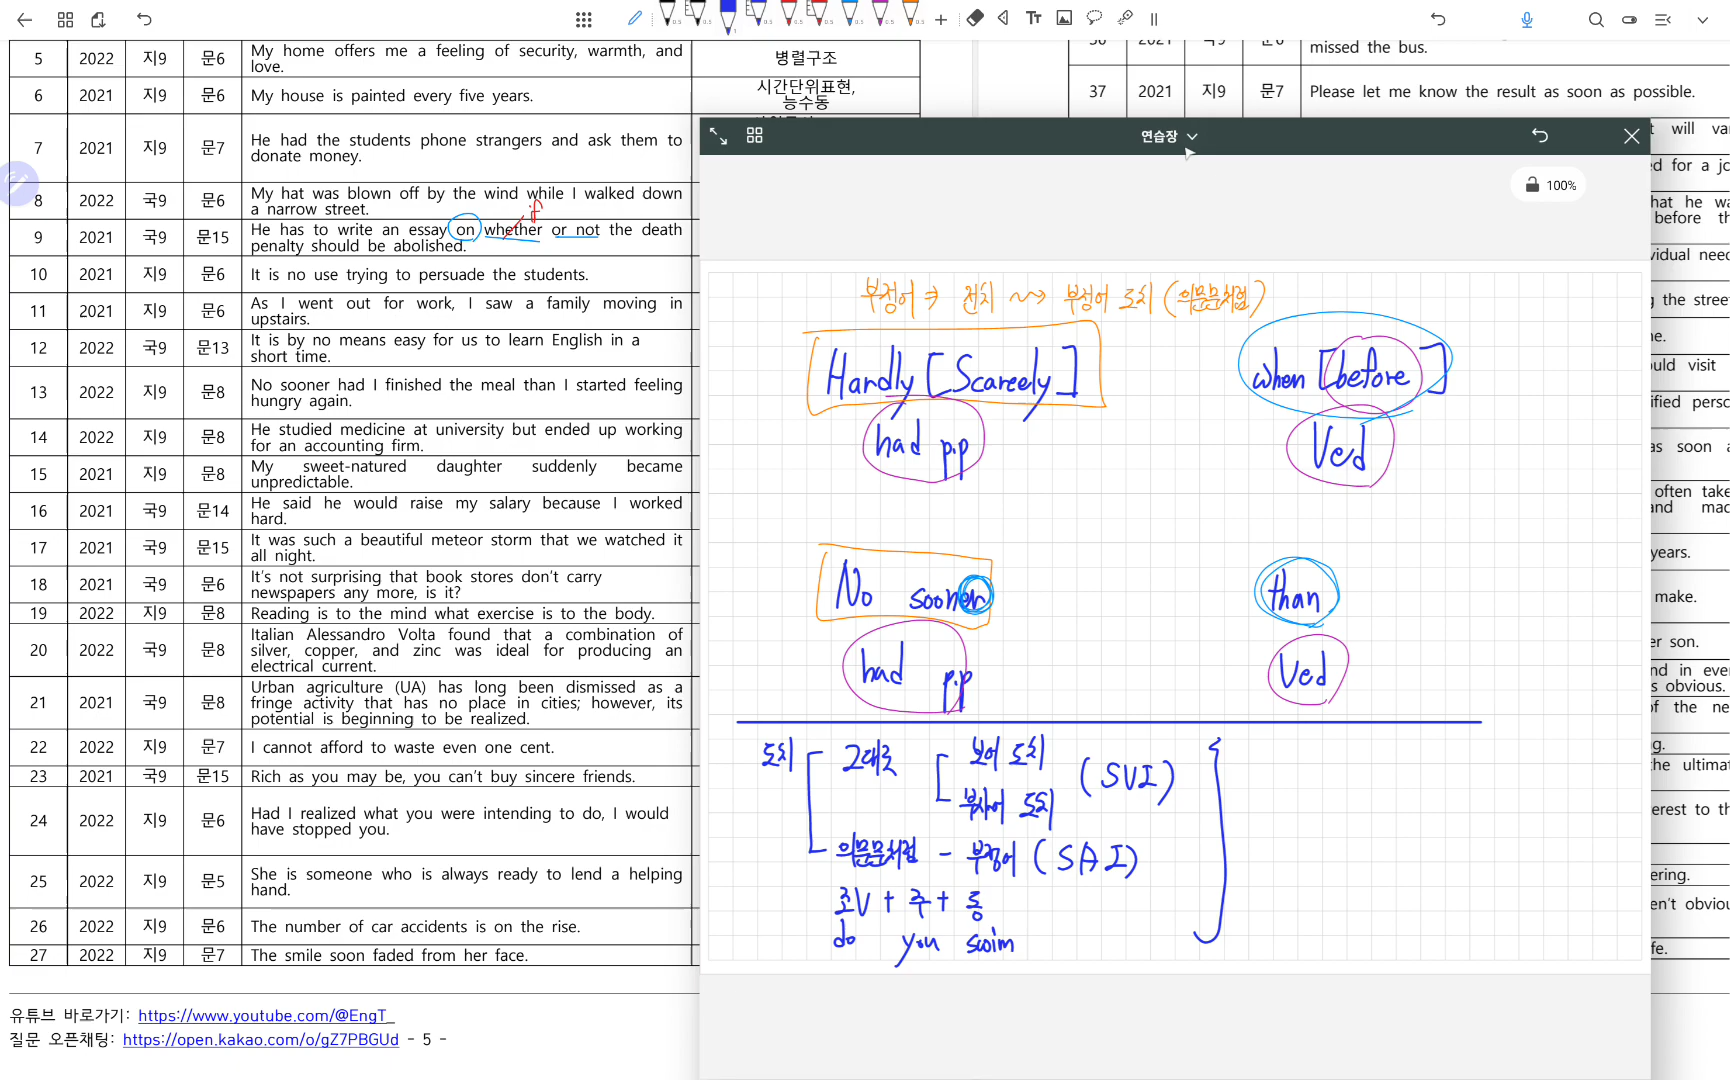 5 2022 지9 문6 My home offers me a feeling of security, warmth, and love. 병렬구조
6 2021 지9 문6 My house is painted every five years. 시간단위표현, 능수동
7 2021 지9 문7 He had the students phone strangers and ask them to donate money.
8 2022 국9 문6 My hat was blown off by the wind while I walked down a narrow street.
if
9 2021 국9 문15 He has to write an essay on whether or not the death penalty should be abolished.
10 2021 지9 문6 It is no use trying to persuade the students.
11 2021 지9 문6 As I went out for work, I saw a family moving in upstairs.
12 2022 국9 문13 It is by no means easy for us to learn English in a short time.
13 2021 지9 문8 No sooner had I finished the meal than I started feeling hungry again.
14 2022 지9 문8 He studied medicine at university but ended up working for an accounting firm.
15 2021 지9 문8 My sweet-natured daughter suddenly became unpredictable.
16 2021 국9 문14 He said he would raise my salary because I worked hard.
17 2021 국9 문15 It was such a beautiful meteor storm that we watched it all night.
18 2021 국9 문6 It's not surprising that book stores don't carry newspapers any more, is it?
19 2022 지9 문8 Reading is to the mind what exercise is to the body.
20 2022 국9 문8 Italian Alessandro Volta found that a combination of silver, copper, and zinc was ideal for producing an electrical current.
21 2021 국9 문8 Urban agriculture (UA) has long been dismissed as a fringe activity that has no place in cities; however, its potential is beginning to be realized.
22 2022 지9 문7 I cannot afford to waste even one cent.
23 2021 국9 문15 Rich as you may be, you can't buy sincere friends.
24 2022 지9 문6 Had I realized what you were intending to do, I would have stopped you.
25 2022 지9 문5 She is someone who is always ready to lend a helping hand.
26 2022 지9 문6 The number of car accidents is on the rise.
27 2022 지9 문7 The smile soon faded from her face.
유튜브 바로가기: https://www.youtube.com/@EngT_
질문 오픈채팅: https://open.kakao.com/o/gZ7PBGUd - 5 -
missed the bus.
37 2021 지9 문7 Please let me know the result as soon as possible.
연습장
100%
부정어 ⇒ 전치 ⇝ 부정어 도치 (의문문처럼)
Hardly [Scarcely] when [before]
had p.p Ved
No sooner than
had p.p Ved
도치 그대로 보어 도치 (SVI)
부사어 도치
의문문처럼 - 부정어 (SAI)
조V + 주 + 동
do you swim